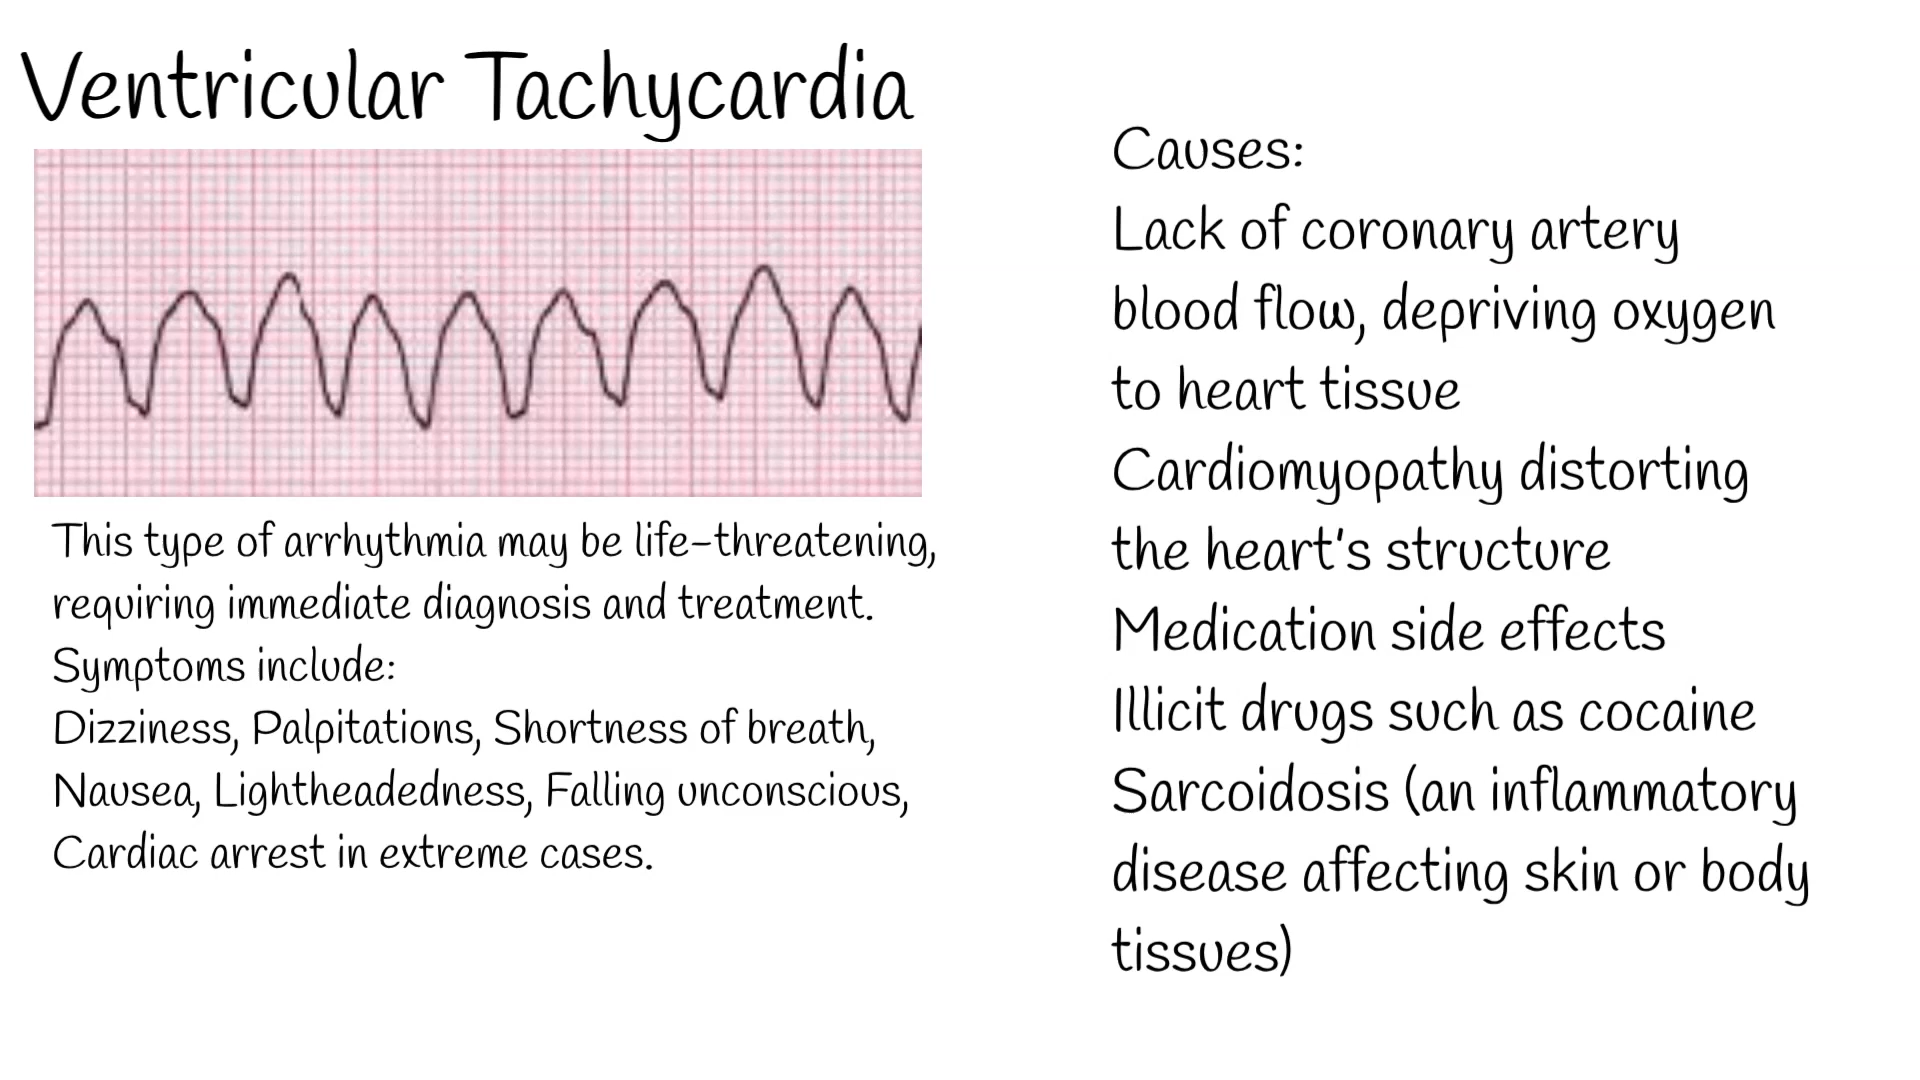 Ventricular Tachycardia
This type of arrhythmia may be life-threatening,
requiring immediate diagnosis and treatment.
Symptoms include:
Dizziness, Palpitations, Shortness of breath,
Nausea, Lightheadedness, Falling unconscious,
Cardiac arrest in extreme cases.
Causes:
Lack of coronary artery
blood flow, depriving oxygen
to heart tissue
Cardiomyopathy distorting
the heart's structure
Medication side effects
Illicit drugs such as cocaine
Sarcoidosis (an inflammatory
disease affecting skin or body
tissues)